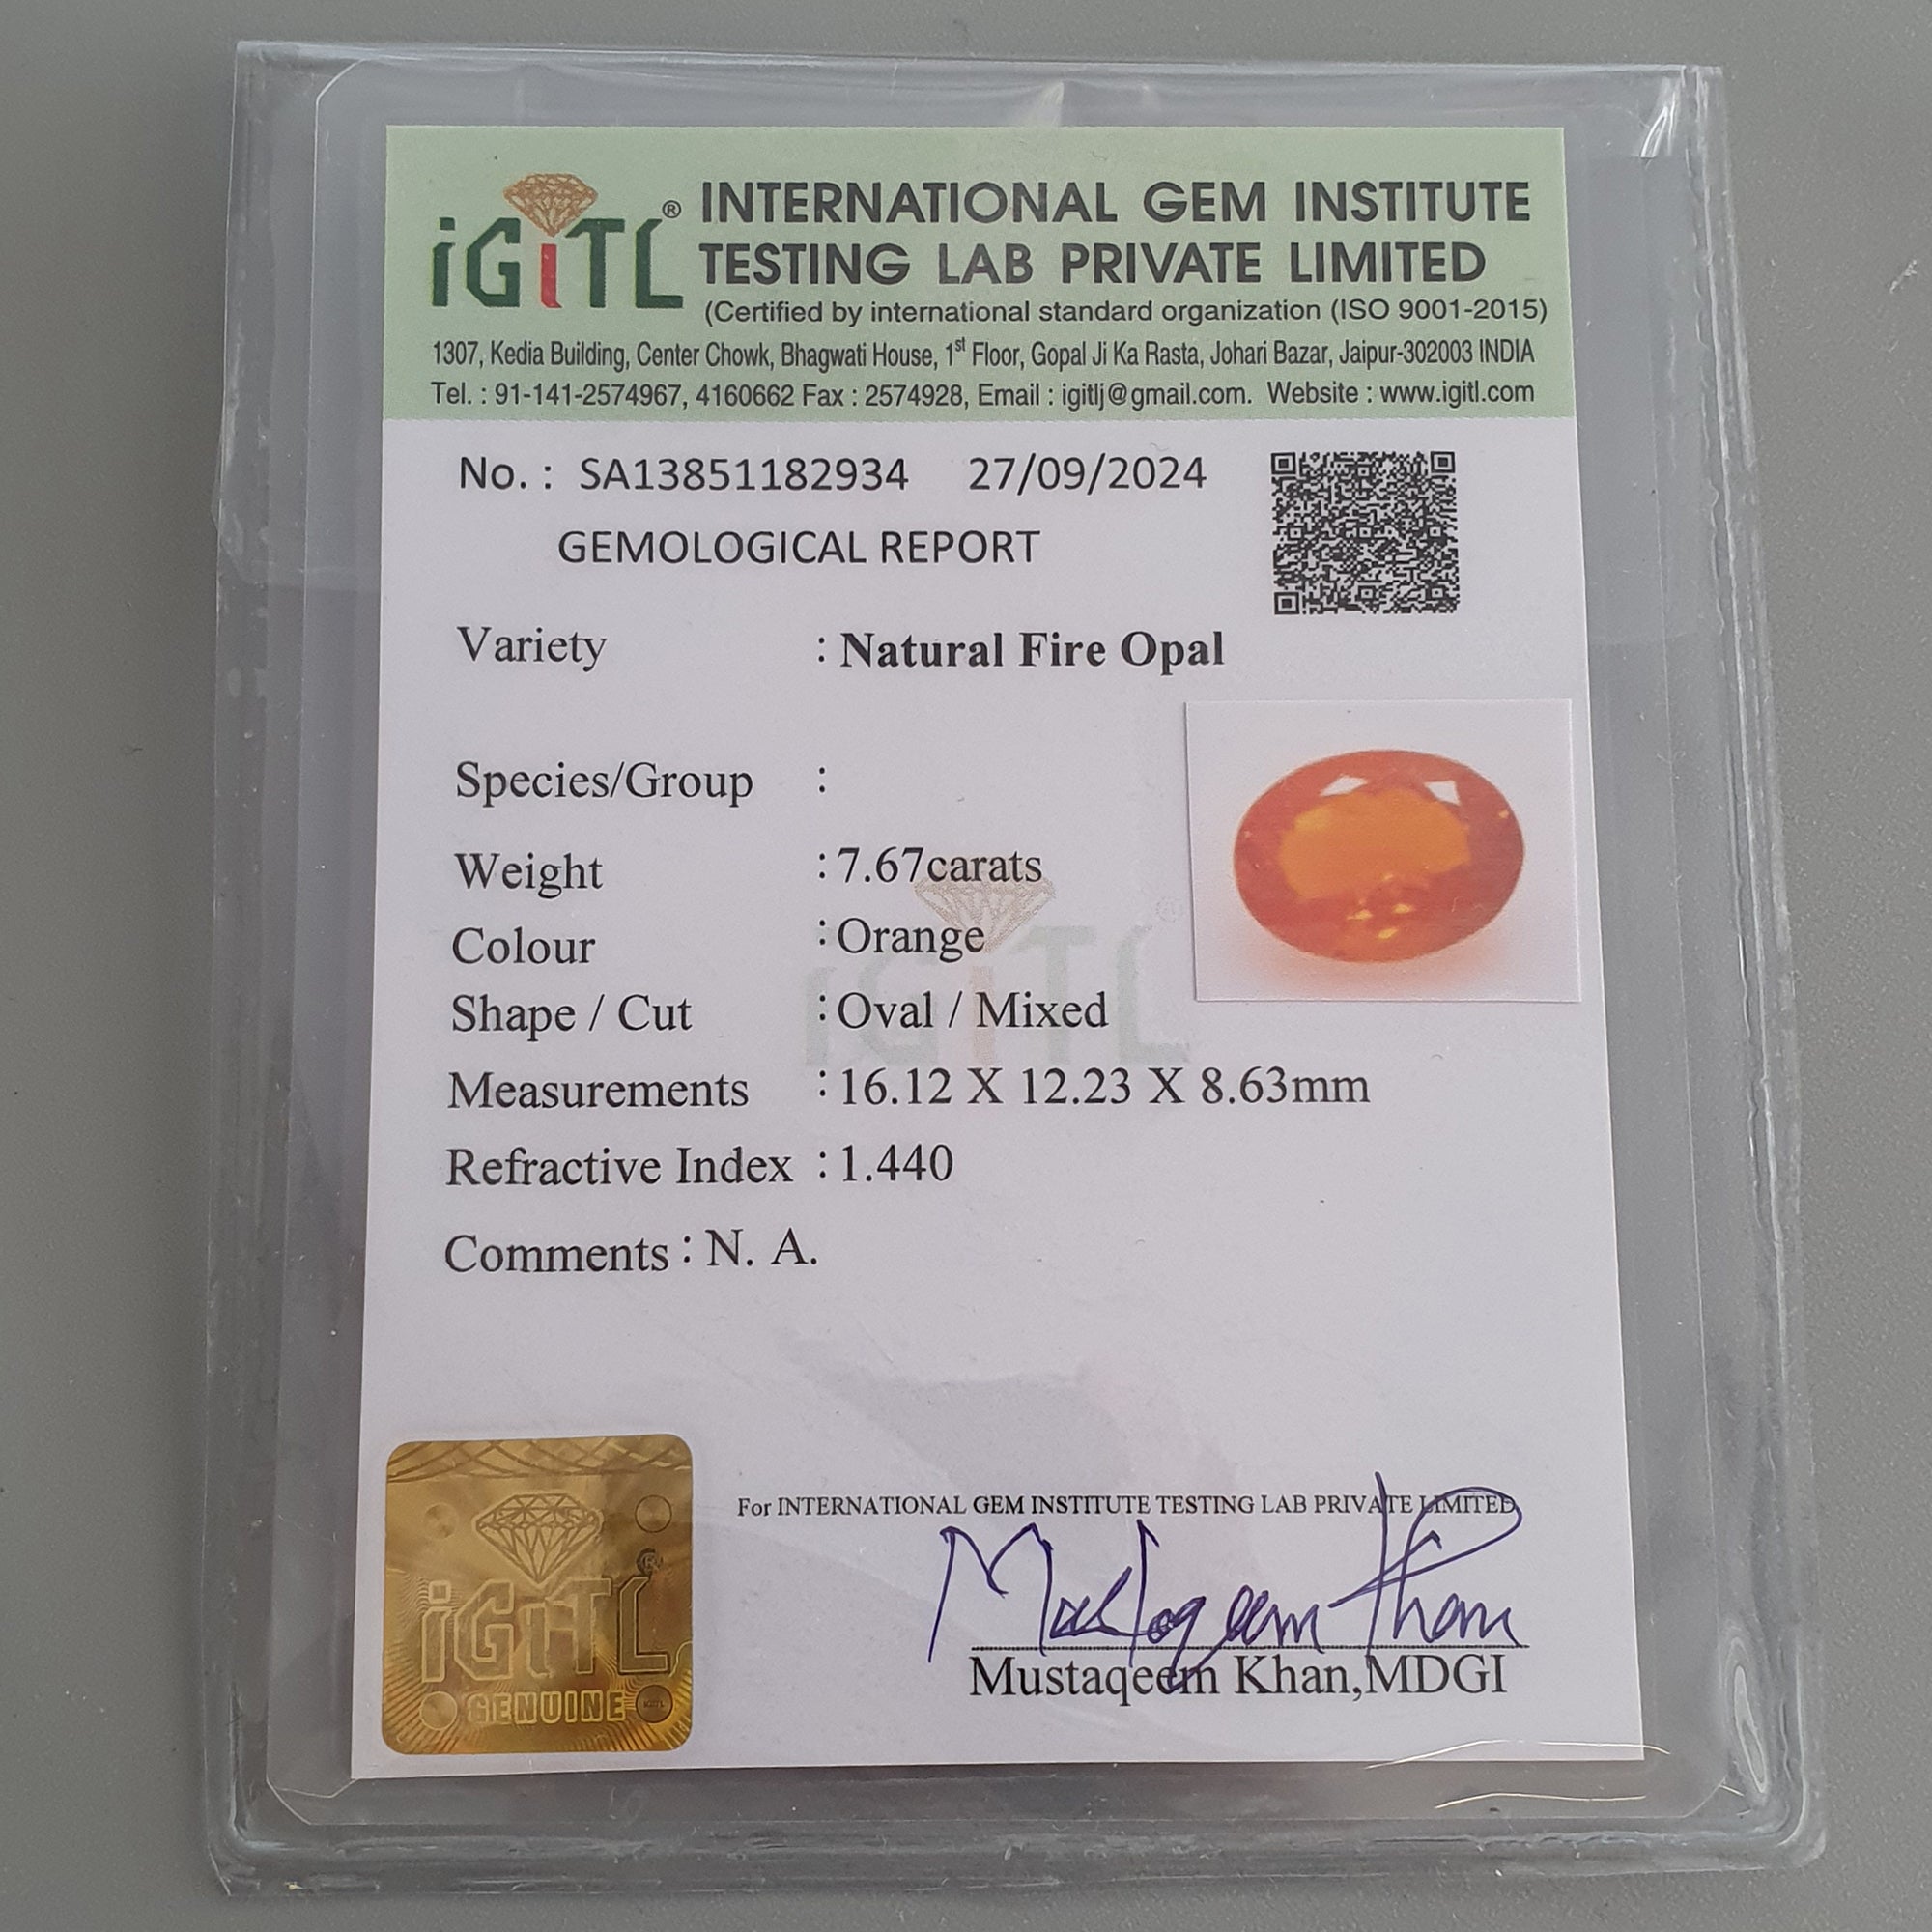 iGiTL® INTERNATIONAL GEM INSTITUTE
TESTING LAB PRIVATE LIMITED
(Certified by international standard organization (ISO 9001-2015)
1307, Kedia Building, Center Chowk, Bhagwati House, 1st Floor, Gopal Ji Ka Rasta, Johari Bazar, Jaipur-302003 INDIA
Tel. : 91-141-2574967, 4160662 Fax : 2574928, Email : igitlj@gmail.com. Website : www.igitl.com
No. : SA13851182934 27/09/2024
GEMOLOGICAL REPORT
Variety : Natural Fire Opal
Species/Group :
Weight : 7.67carats
Colour : Orange
Shape / Cut : Oval / Mixed
iGiTL®
Measurements : 16.12 X 12.23 X 8.63mm
Refractive Index : 1.440
Comments : N. A.
For INTERNATIONAL GEM INSTITUTE TESTING LAB PRIVATE LIMITED
Mustaqeem Khan
Mustaqeem Khan,MDGI
iGiTL®
GENUINE